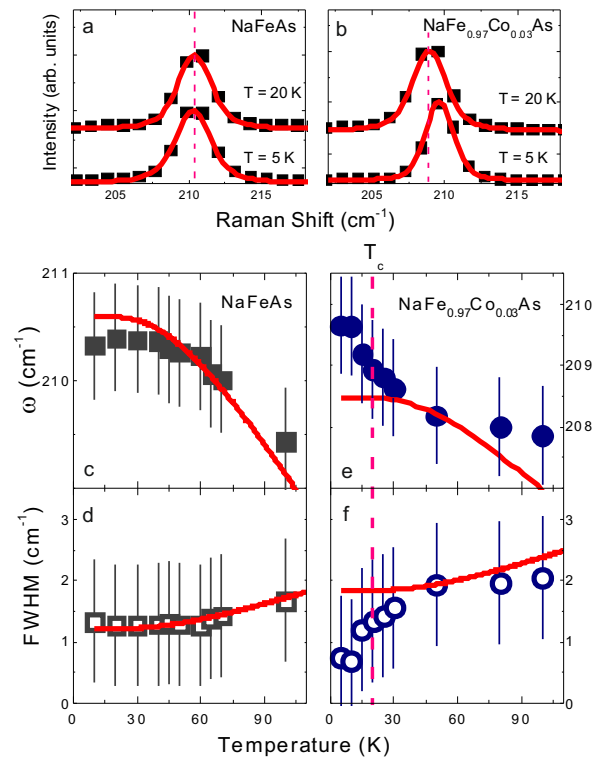 a
NaFeAs
T = 20 K
T = 5 K
b
NaFe0.97Co0.03As
T = 20 K
T = 5 K
Intensity (arb. units)
205 210 215
205 210 215
Raman Shift (cm-1)
Tc
211
210
NaFeAs
c
ω (cm-1)
NaFe0.97Co0.03As
e
210
209
208
3
2
1
0
d
FWHM (cm-1)
f
3
2
1
0
0 30 60 90
0 30 60 90
Temperature (K)